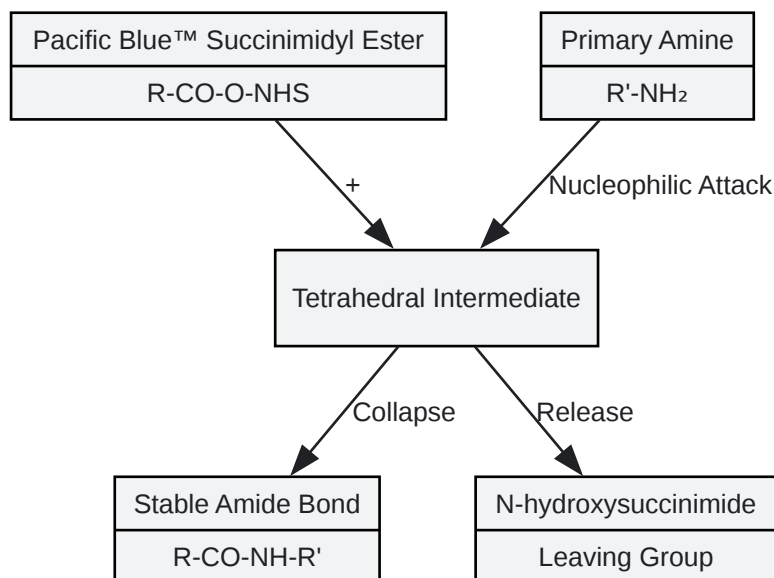 Pacific Blue™ Succinimidyl Ester
R-CO-O-NHS
Primary Amine
R'-NH₂
+
Nucleophilic Attack
Tetrahedral Intermediate
Collapse
Release
Stable Amide Bond
R-CO-NH-R'
N-hydroxysuccinimide
Leaving Group